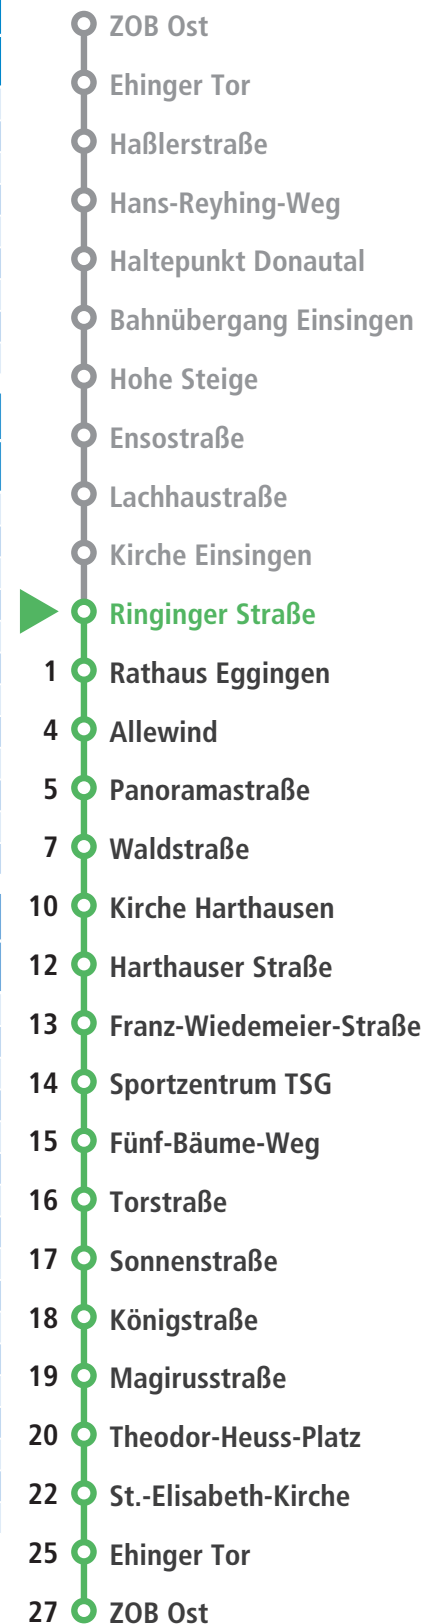 ZOB Ost
Ehinger Tor
Haßlerstraße
Hans-Reyhing-Weg
Haltepunkt Donautal
Bahnübergang Einsingen
Hohe Steige
Ensostraße
Lachhaustraße
Kirche Einsingen
Ringinger Straße
1 Rathaus Eggingen
4 Allewind
5 Panoramastraße
7 Waldstraße
10 Kirche Harthausen
12 Harthauser Straße
13 Franz-Wiedemeier-Straße
14 Sportzentrum TSG
15 Fünf-Bäume-Weg
16 Torstraße
17 Sonnenstraße
18 Königstraße
19 Magirusstraße
20 Theodor-Heuss-Platz
22 St.-Elisabeth-Kirche
25 Ehinger Tor
27 ZOB Ost